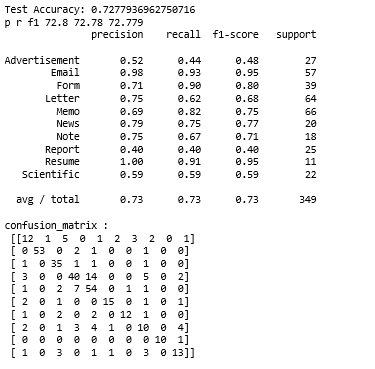 Test Accuracy: 0.7277936962750716
p r f1 72.8 72.78 72.779
precision recall f1-score support
Advertisement 0.52 0.44 0.48 27
Email 0.98 0.93 0.95 57
Form 0.71 0.90 0.80 39
Letter 0.75 0.62 0.68 64
Memo 0.69 0.82 0.75 66
News 0.79 0.75 0.77 20
Note 0.75 0.67 0.71 18
Report 0.40 0.40 0.40 25
Resume 1.00 0.91 0.95 11
Scientific 0.59 0.59 0.59 22
avg / total 0.73 0.73 0.73 349
confusion_matrix :
[[12 1 5 0 1 2 3 2 0 1]
[ 0 53 0 2 1 0 0 1 0 0]
[ 1 0 35 1 1 0 0 1 0 0]
[ 3 0 0 40 14 0 0 5 0 2]
[ 1 0 2 7 54 0 1 1 0 0]
[ 2 0 1 0 0 15 0 1 0 1]
[ 1 0 2 0 2 0 12 1 0 0]
[ 2 0 1 3 4 1 0 10 0 4]
[ 0 0 0 0 0 0 0 0 10 1]
[ 1 0 3 0 1 1 0 3 0 13]]